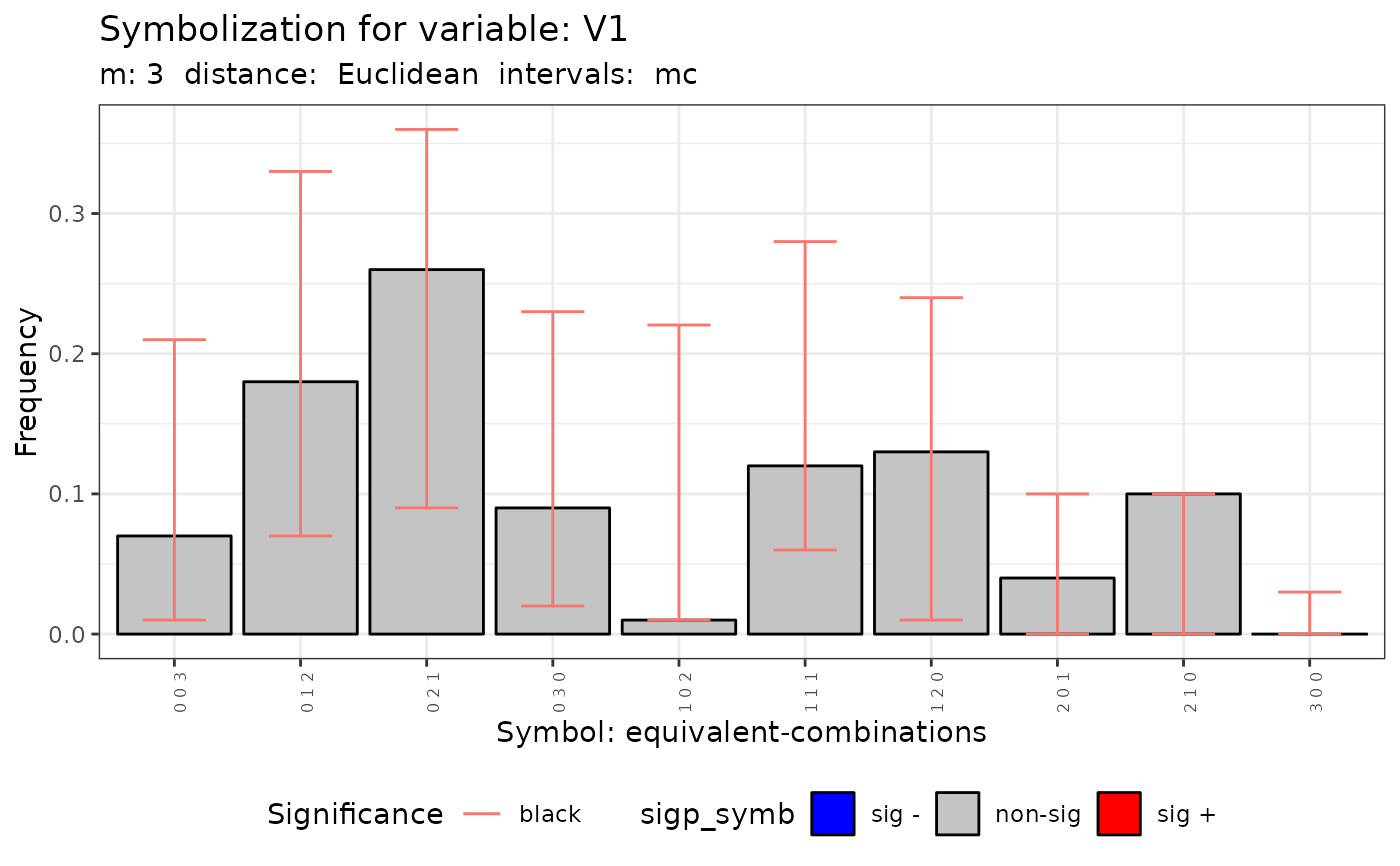 Symbolization for variable: V1
m: 3 distance: Euclidean intervals: mc
Frequency
0.3
0.2
0.1
0.0
0 0 3
0 1 2
0 2 1
0 3 0
1 0 2
1 1 1
1 2 0
2 0 1
2 1 0
3 0 0
Symbol: equivalent-combinations
Significance black sigp_symb sig - non-sig sig +